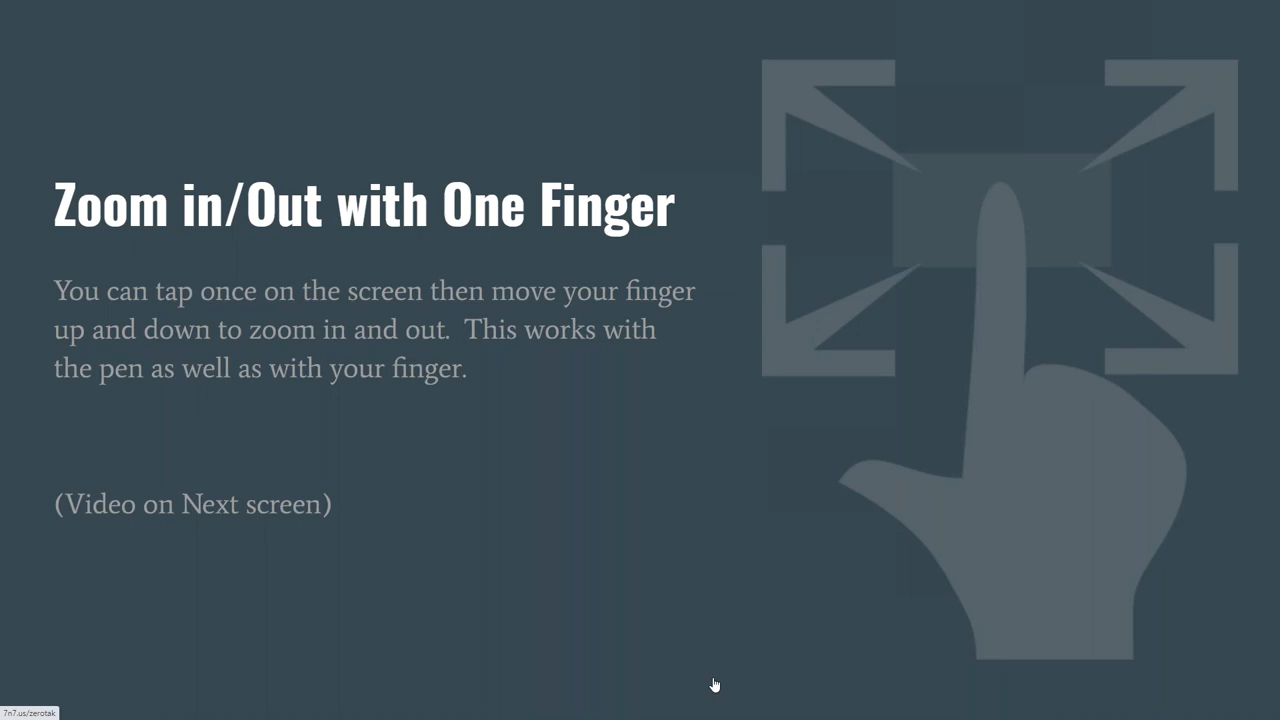 Zoom in/Out with One Finger
You can tap once on the screen then move your finger
up and down to zoom in and out.  This works with
the pen as well as with your finger.
(Video on Next screen)
7n7.us/zerotak